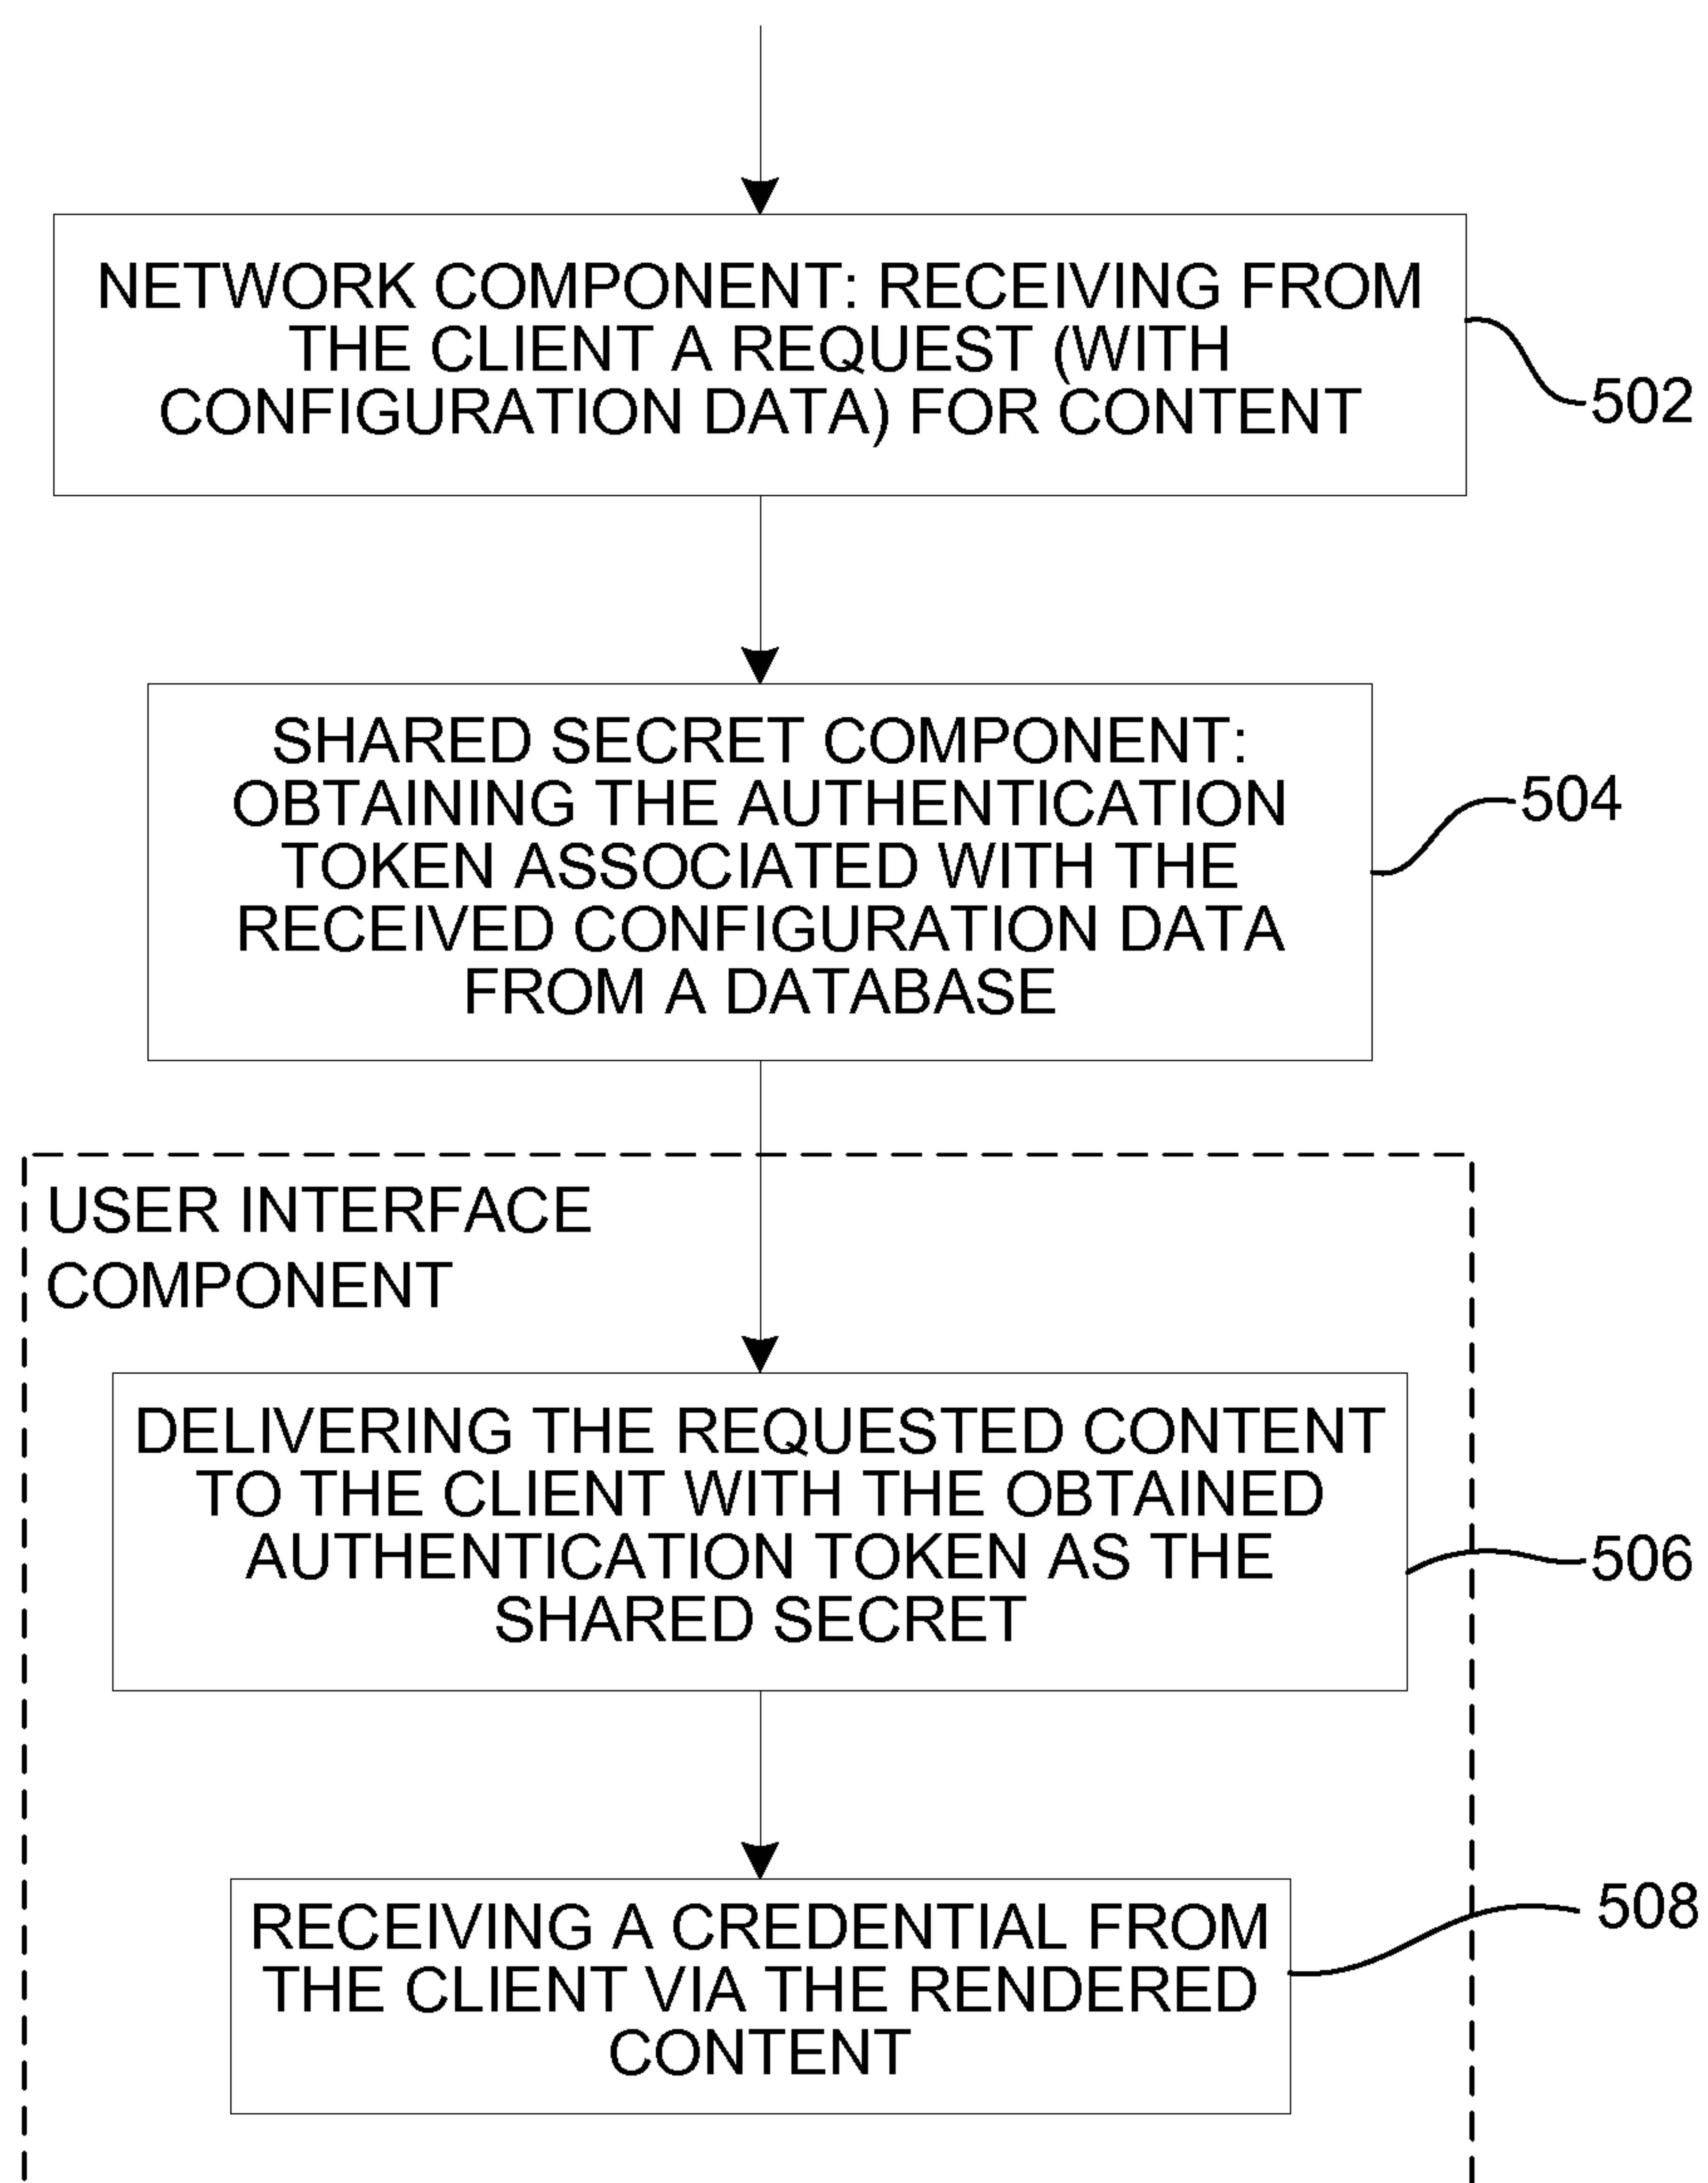 NETWORK COMPONENT: RECEIVING FROM
THE CLIENT A REQUEST (WITH
CONFIGURATION DATA) FOR CONTENT
502
SHARED SECRET COMPONENT:
OBTAINING THE AUTHENTICATION
TOKEN ASSOCIATED WITH THE
RECEIVED CONFIGURATION DATA
FROM A DATABASE
504
USER INTERFACE
COMPONENT
DELIVERING THE REQUESTED CONTENT
TO THE CLIENT WITH THE OBTAINED
AUTHENTICATION TOKEN AS THE
SHARED SECRET
506
RECEIVING A CREDENTIAL FROM
THE CLIENT VIA THE RENDERED
CONTENT
508